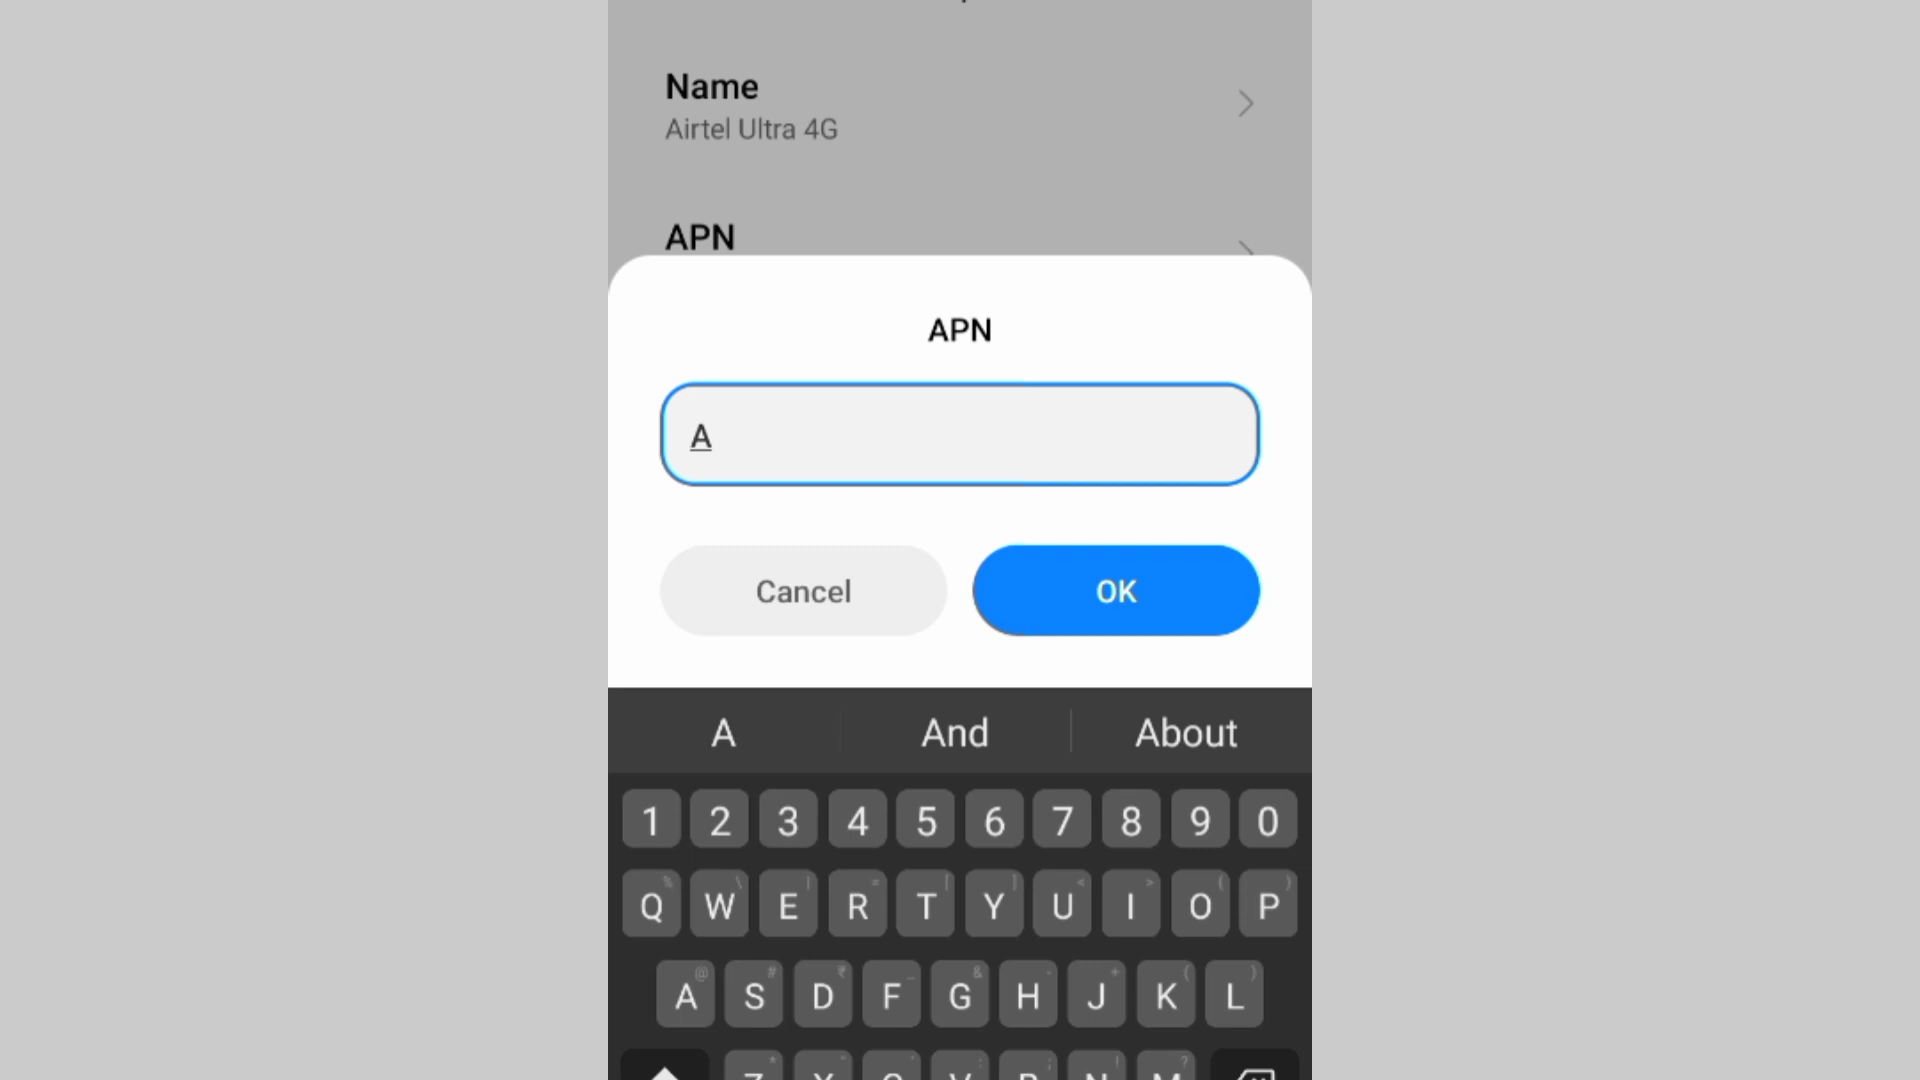 Name
Airtel Ultra 4G
APN
APN
A
Cancel OK
A And About
1 2 3 4 5 6 7 8 9 0
Q W E R T Y U I O P
A S D F G H J K L
Z X C V B N M